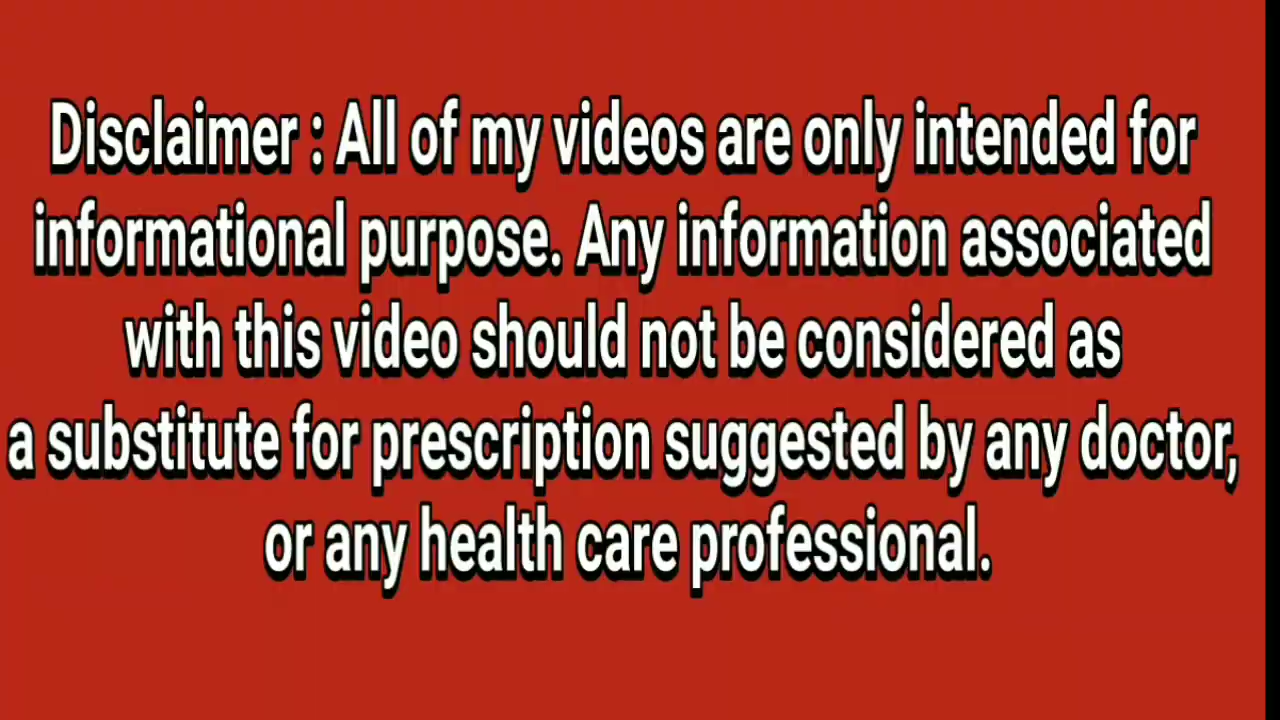 Disclaimer : All of my videos are only intended for
informational purpose. Any information associated
with this video should not be considered as
a substitute for prescription suggested by any doctor,
or any health care professional.